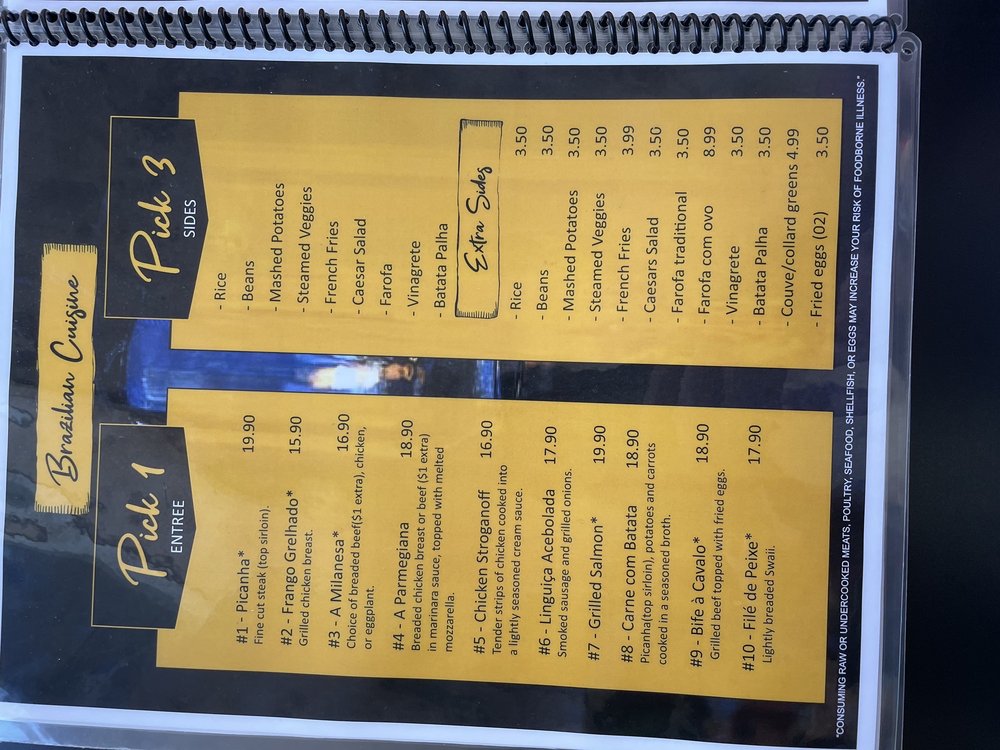 Brazilian Cuisine
Pick 1
ENTREE
#1 - Picanha* 19.90
Fine cut steak (top sirloin).
#2 - Frango Grelhado* 15.90
Grilled chicken breast.
#3 - A Milanesa* 16.90
Choice of breaded beef($1 extra), chicken,
or eggplant.
#4 - A Parmegiana 18.90
Breaded chicken breast or beef ($1 extra)
in marinara sauce, topped with melted
mozzarella.
#5 - Chicken Stroganoff 16.90
Tender strips of chicken cooked into
a lightly seasoned cream sauce.
#6 - Linguiça Acebolada 17.90
Smoked sausage and grilled onions.
#7 - Grilled Salmon* 19.90
#8 - Carne com Batata 18.90
Picanha(top sirloin), potatoes and carrots
cooked in a seasoned broth.
#9 - Bife à Cavalo* 18.90
Grilled beef topped with fried eggs.
#10 - Filé de Peixe* 17.90
Lightly breaded Swaii.
Pick 3
SIDES
- Rice
- Beans
- Mashed Potatoes
- Steamed Veggies
- French Fries
- Caesar Salad
- Farofa
- Vinagrete
- Batata Palha
Extra Sides
- Rice 3.50
- Beans 3.50
- Mashed Potatoes 3.50
- Steamed Veggies 3.50
- French Fries 3.99
- Caesars Salad 3.50
- Farofa traditional 3.50
- Farofa com ovo 8.99
- Vinagrete 3.50
- Batata Palha 3.50
- Couve/collard greens 4.99
- Fried eggs (02) 3.50
"CONSUMING RAW OR UNDERCOOKED MEATS, POULTRY, SEAFOOD, SHELLFISH, OR EGGS MAY INCREASE YOUR RISK OF FOODBORNE ILLNESS."